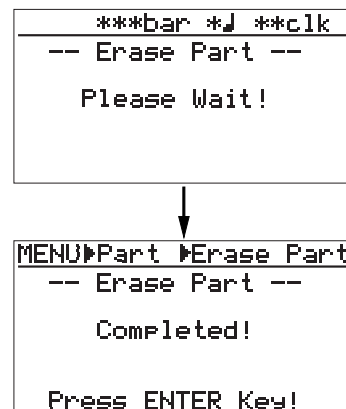 ***bar *♩ **clk
-- Erase Part --
Please Wait!
MENU▶Part ▶Erase Part
-- Erase Part --
Completed!
Press ENTER Key!